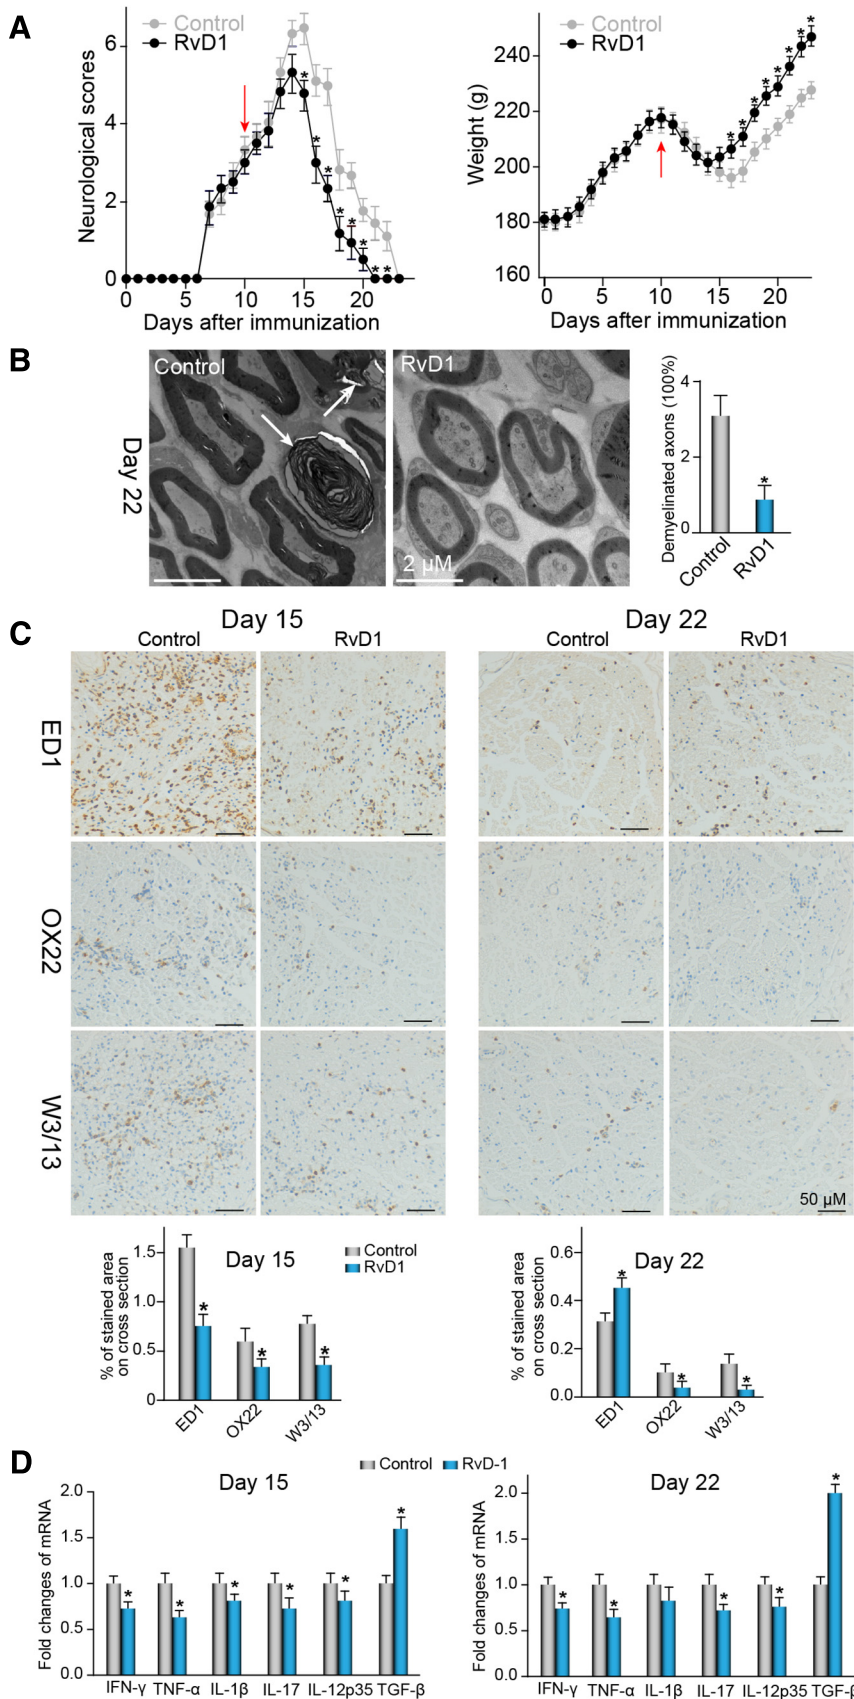 A
Control
RvD1
Neurological scores
6
4
2
0
0 5 10 15 20
Days after immunization
* * * * * * * *
Control
RvD1
Weight (g)
240
220
200
180
160
0 5 10 15 20
Days after immunization
* * * * * * * *
B
Day 22
Control
RvD1
2 µM
Demyelinated axons (100%)
4
2
0
*
Control RvD1
C
Day 15 Day 22
Control RvD1 Control RvD1
ED1
OX22
W3/13
50 µM
% of stained area
on cross section
1.5
1.0
0.5
0
Day 15
Control
RvD1
* * *
ED1 OX22 W3/13
% of stained area
on cross section
0.6
0.4
0.2
0.0
Day 22
* * *
ED1 OX22 W3/13
D
Control RvD-1
Day 15
Fold changes of mRNA
2.0
1.5
1.0
0.5
0.0
* * * * * *
IFN-γ TNF-α IL-1β IL-17 IL-12p35 TGF-β
Day 22
Fold changes of mRNA
2.0
1.5
1.0
0.5
0.0
* * * * *
IFN-γ TNF-α IL-1β IL-17 IL-12p35 TGF-β